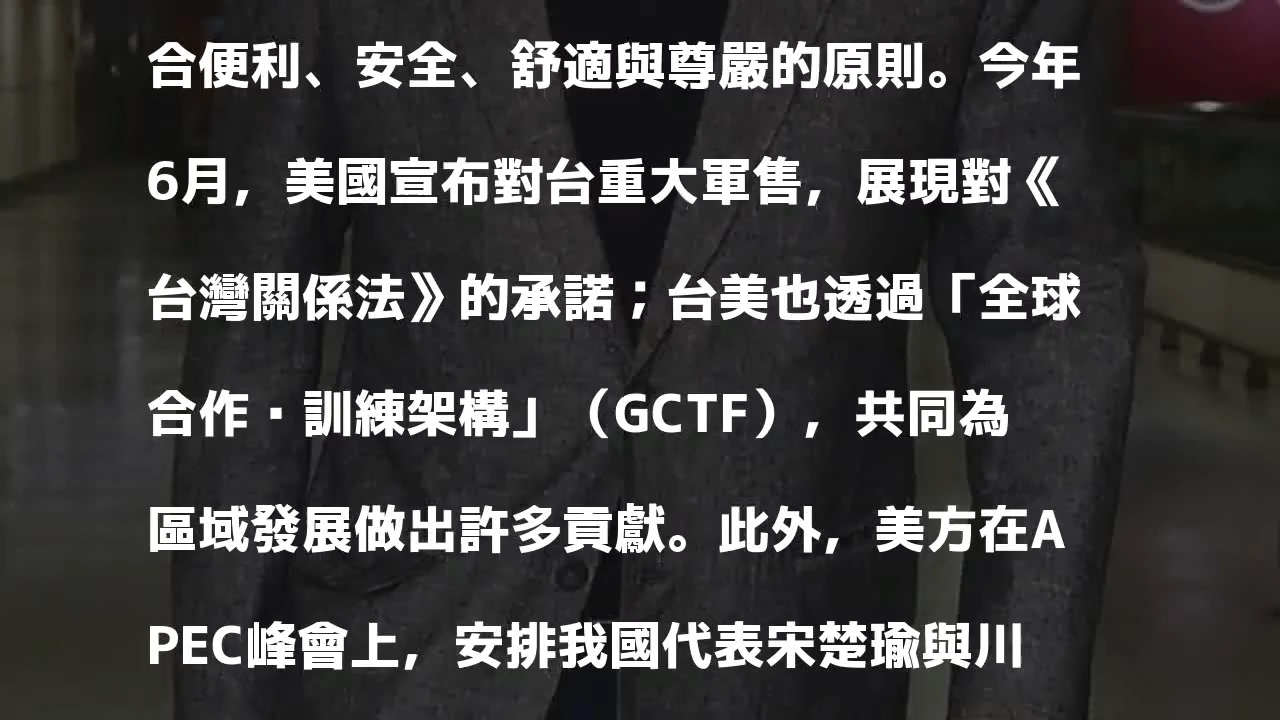 合便利、安全、舒適與尊嚴的原則。今年
6月，美國宣布對台重大軍售，展現對《
台灣關係法》的承諾；台美也透過「全球
合作‧訓練架構」（GCTF），共同為
區域發展做出許多貢獻。此外，美方在A
PEC峰會上，安排我國代表宋楚瑜與川